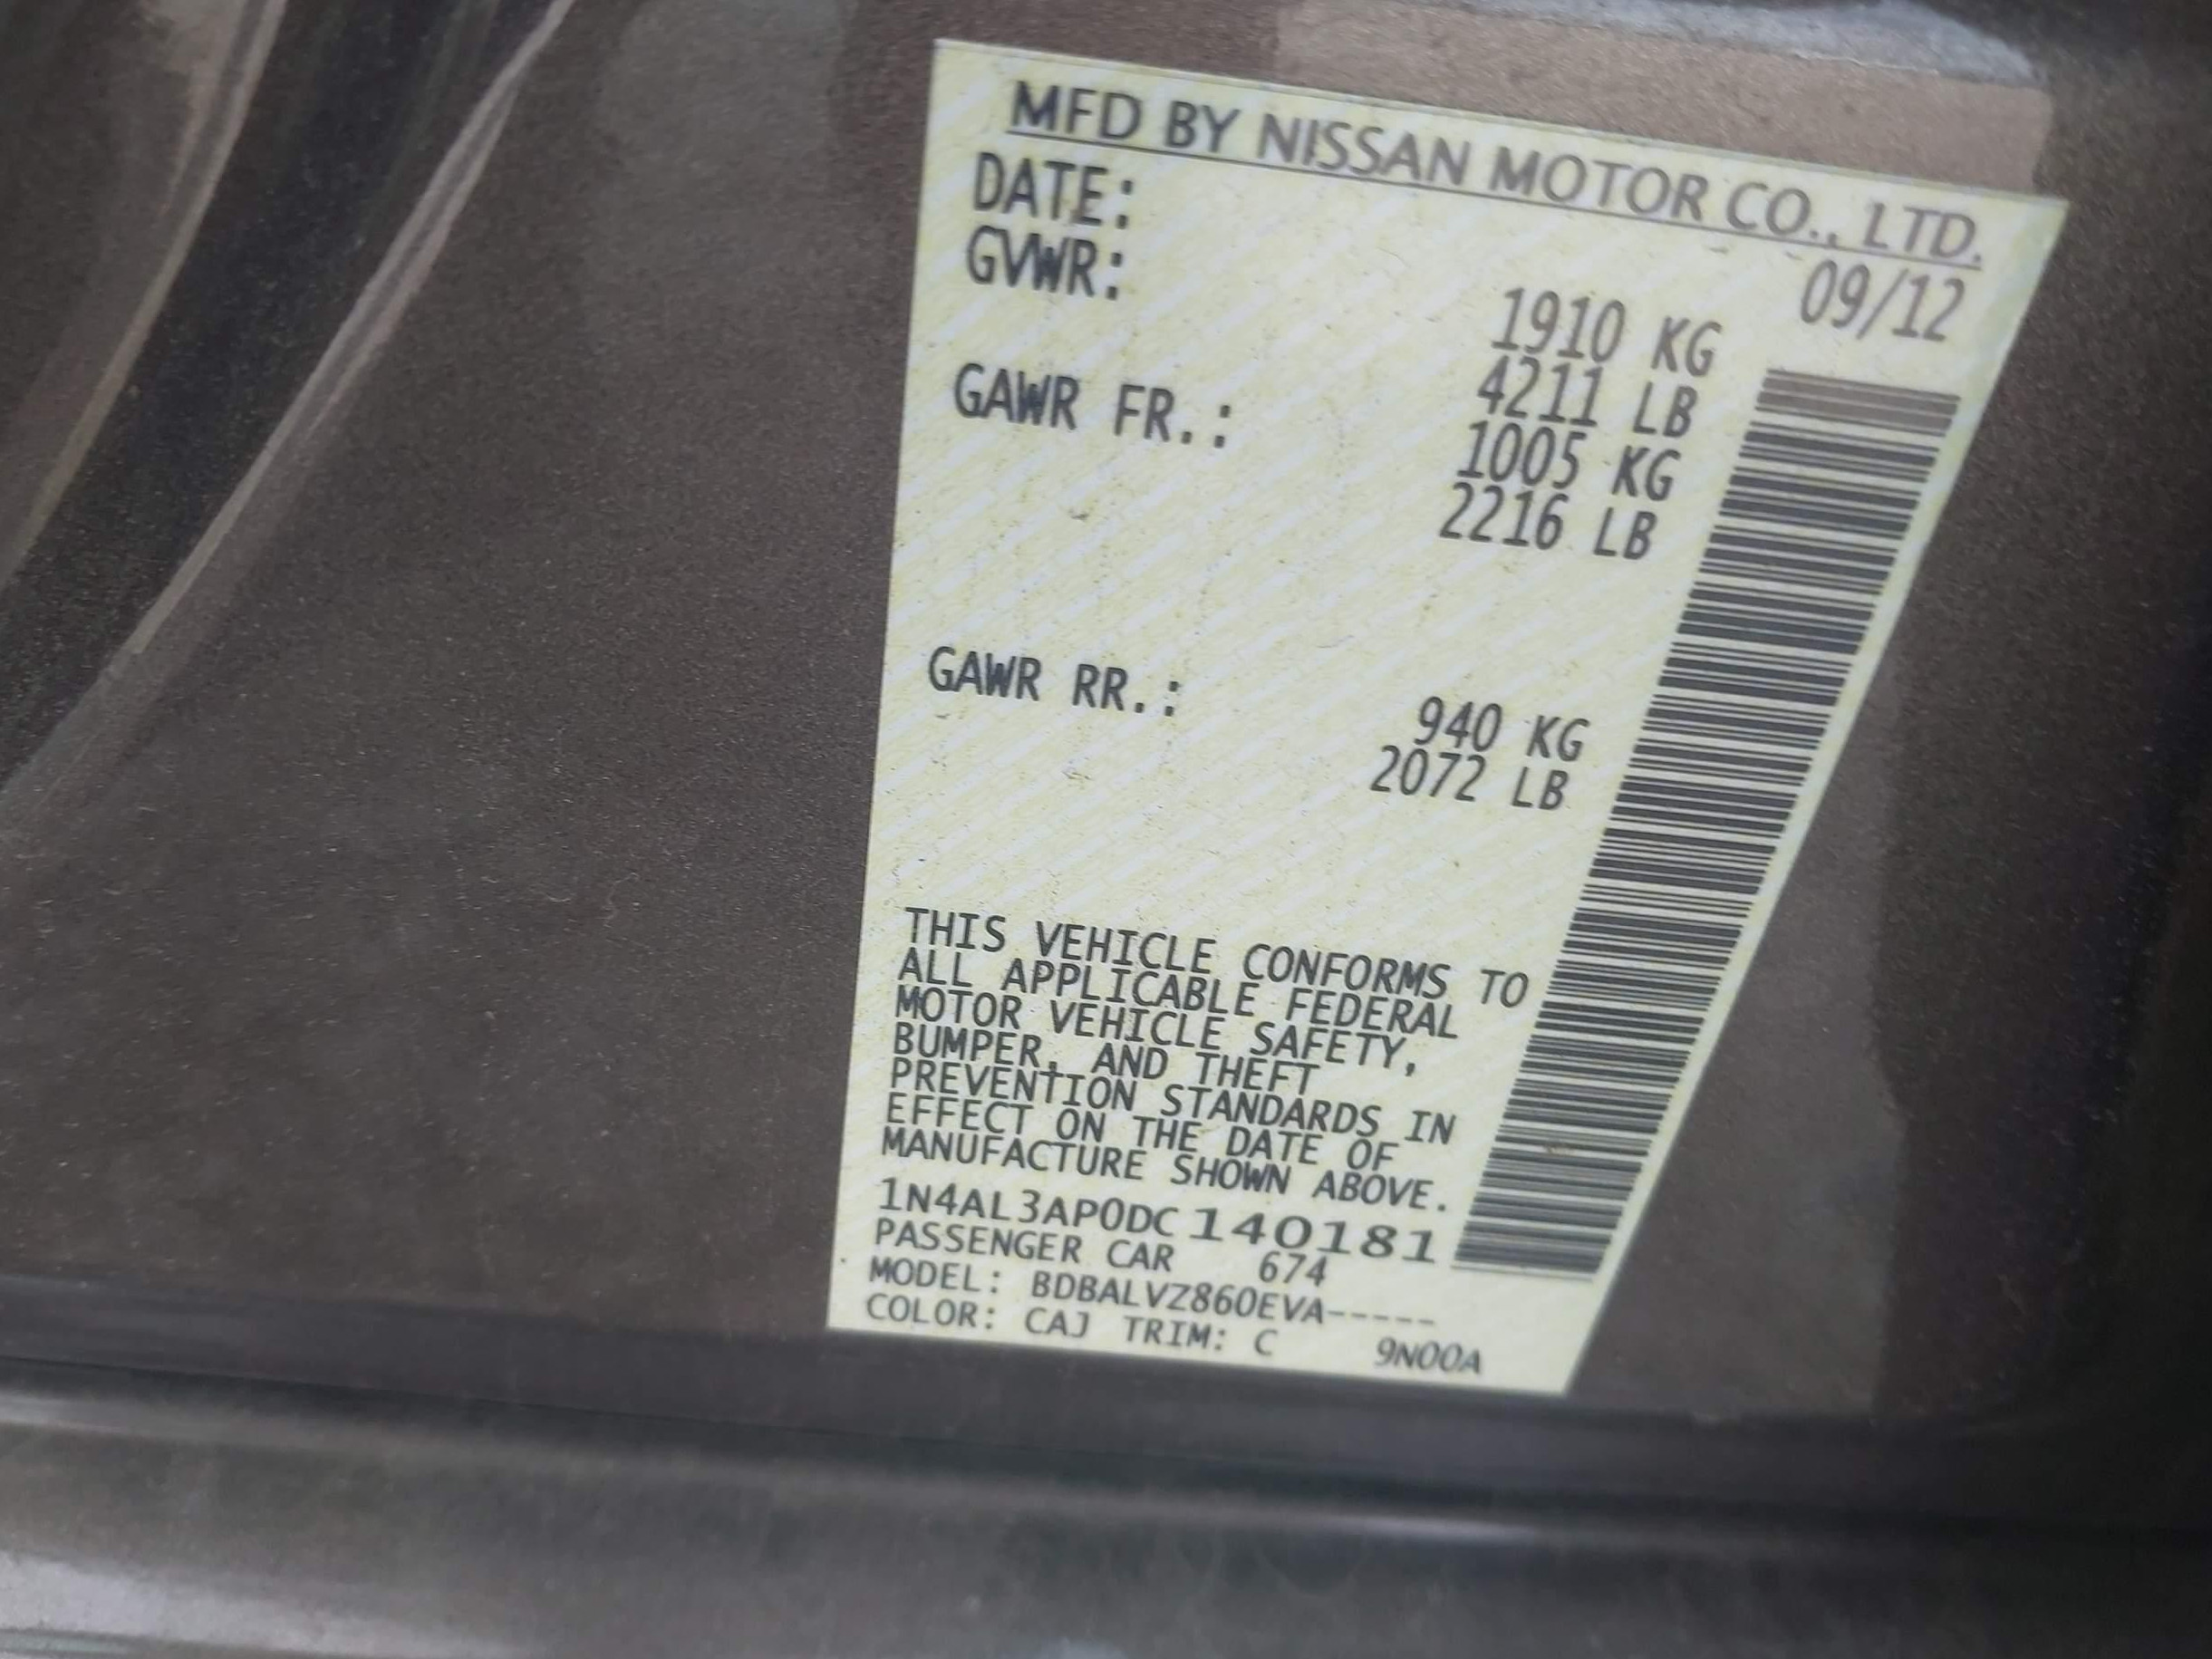 MFD BY NISSAN MOTOR CO., LTD.
DATE: 09/12
GVWR: 1910 KG
4211 LB
GAWR FR.: 1005 KG
2216 LB
GAWR RR.: 940 KG
2072 LB
THIS VEHICLE CONFORMS TO
ALL APPLICABLE FEDERAL
MOTOR VEHICLE SAFETY,
BUMPER, AND THEFT
PREVENTION STANDARDS IN
EFFECT ON THE DATE OF
MANUFACTURE SHOWN ABOVE.
1N4AL3AP0DC140181
PASSENGER CAR 674
MODEL: BDBALVZ860EVA-----
COLOR: CAJ TRIM: C 9N00A